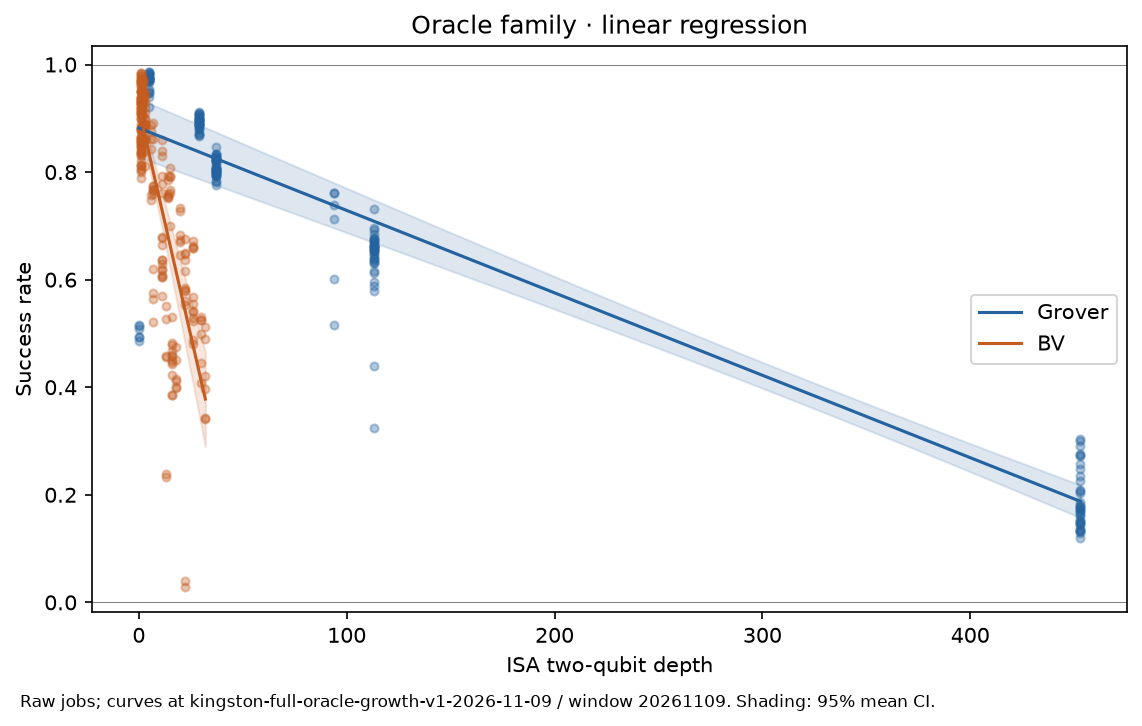 Oracle family · linear regression
Success rate
1.0
0.8
0.6
0.4
0.2
0.0
Grover
BV
0
100
200
300
400
ISA two-qubit depth
Raw jobs; curves at kingston-full-oracle-growth-v1-2026-11-09 / window 20261109. Shading: 95% mean CI.